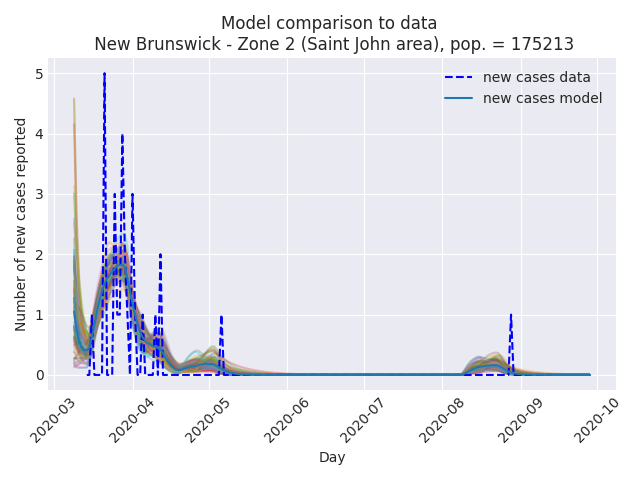 Model comparison to data
New Brunswick - Zone 2 (Saint John area), pop. = 175213
new cases data
new cases model
Number of new cases reported
5
4
3
2
1
0
2020-03
2020-04
2020-05
2020-06
2020-07
2020-08
2020-09
2020-10
Day